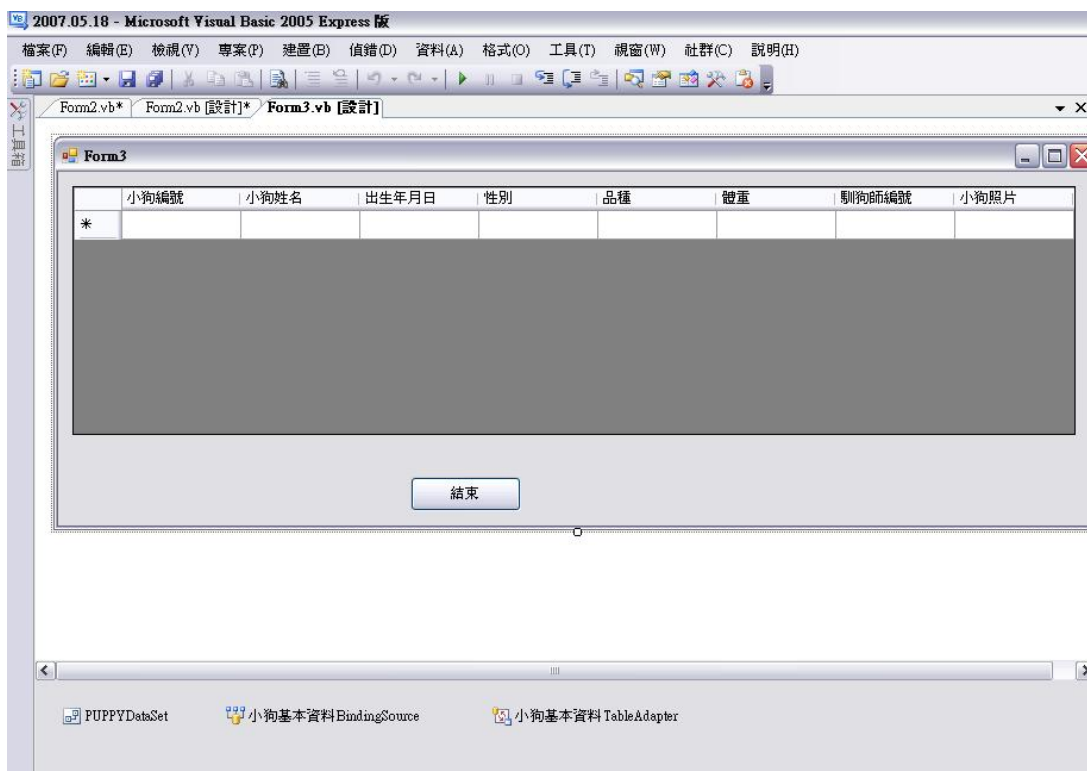 2007.05.18 - Microsoft Visual Basic 2005 Express 版
檔案(F) 編輯(E) 檢視(V) 專案(P) 建置(B) 偵錯(D) 資料(A) 格式(O) 工具(T) 視窗(W) 社群(C) 說明(H)
Form2.vb* Form2.vb [設計]* Form3.vb [設計]
工具箱
Form3
小狗編號 小狗姓名 出生年月日 性別 品種 體重 馴狗師編號 小狗照片
結束
PUPPYDataSet 小狗基本資料BindingSource 小狗基本資料TableAdapter